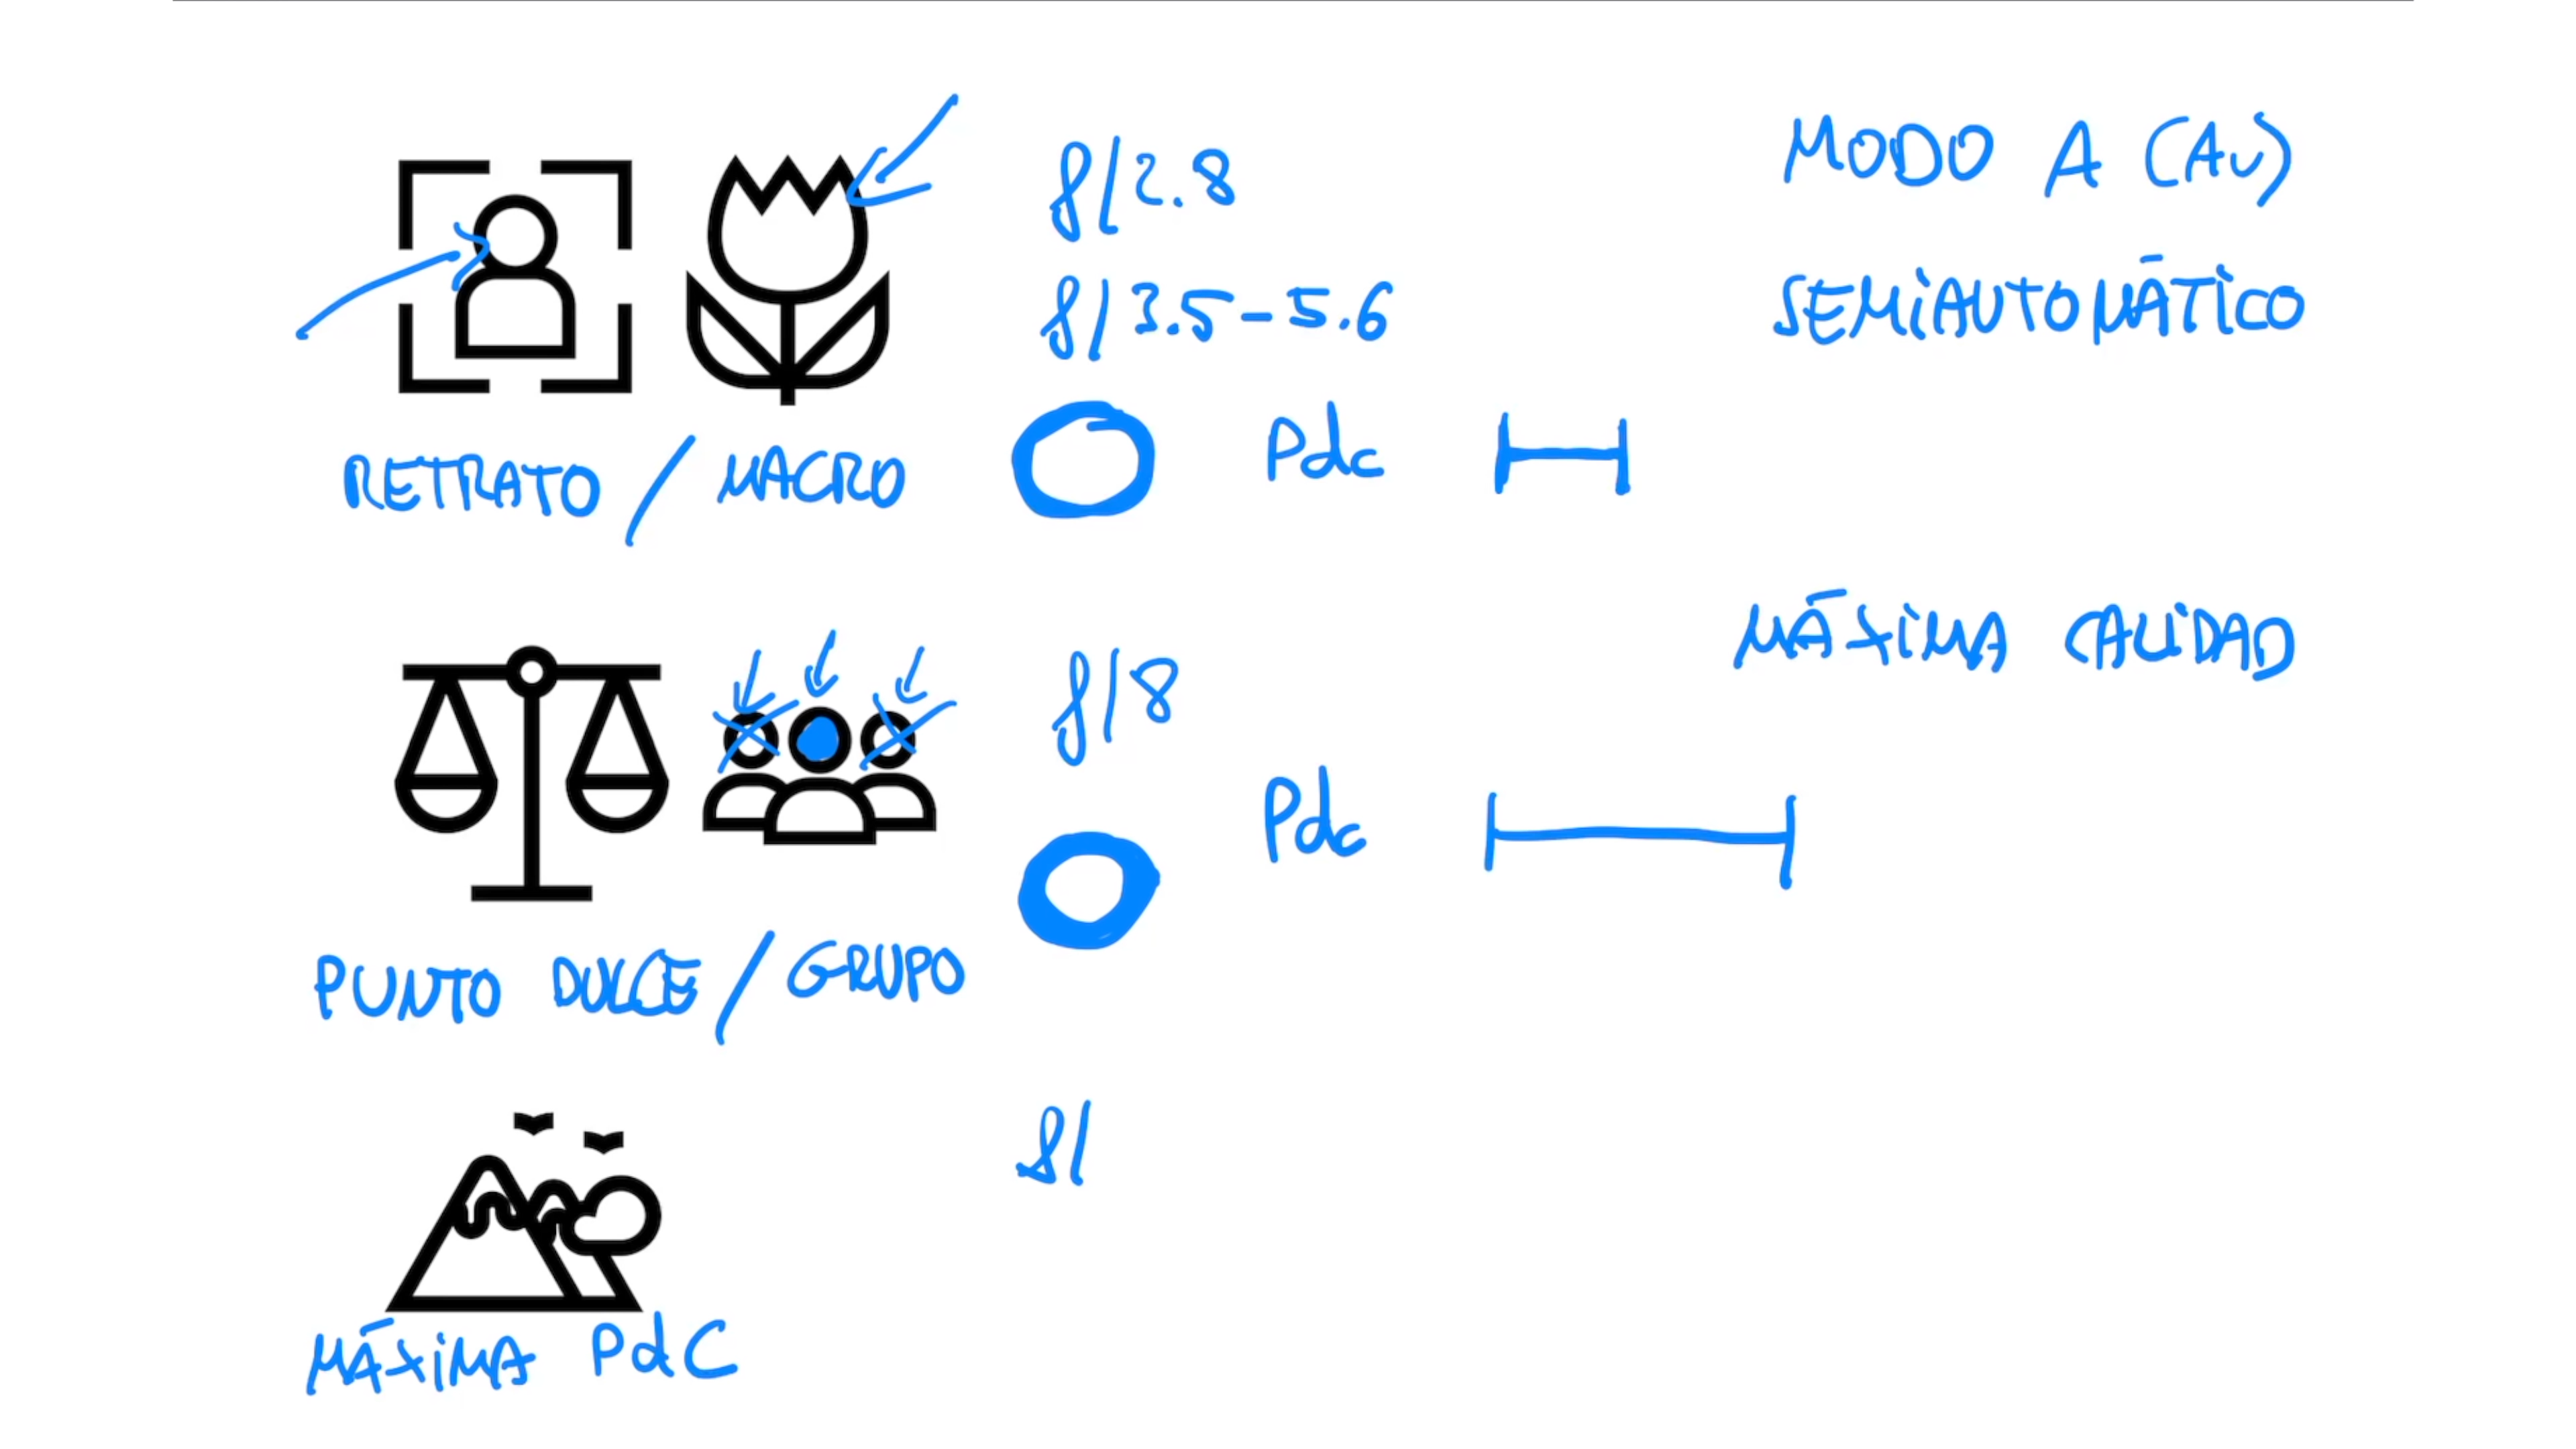 MODO A (Av)
SEMIAUTOMÁTICO
f/2.8
f/3.5-5.6
RETRATO / MACRO
PdC
MÁXIMA CALIDAD
f/8
PdC
PUNTO DULCE / GRUPO
f/
MÁXIMA PdC